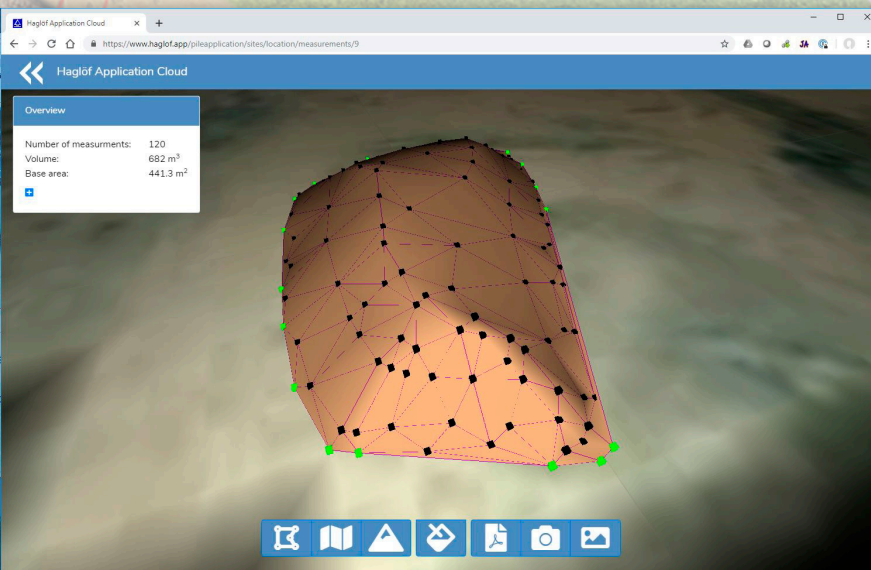 Haglöf Application Cloud
https://www.haglof.app/pileapplication/sites/location/measurements/9
Haglöf Application Cloud
Overview
Number of measurments: 120
Volume: 682 m³
Base area: 441.3 m²